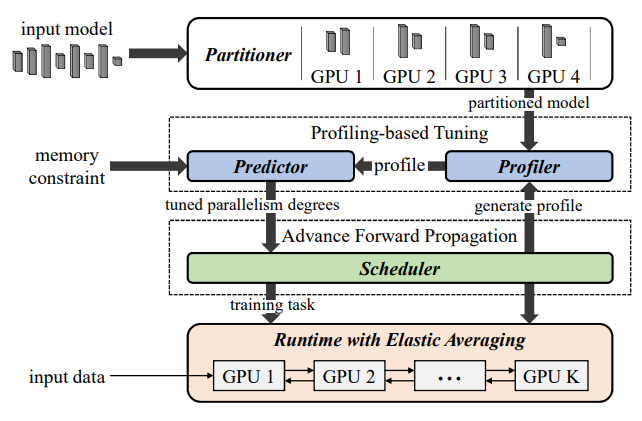 input model
Partitioner
GPU 1
GPU 2
GPU 3
GPU 4
partitioned model
Profiling-based Tuning
memory
constraint
Predictor
profile
Profiler
tuned parallelism degrees
generate profile
Advance Forward Propagation
Scheduler
training task
Runtime with Elastic Averaging
input data
GPU 1
GPU 2
...
GPU K